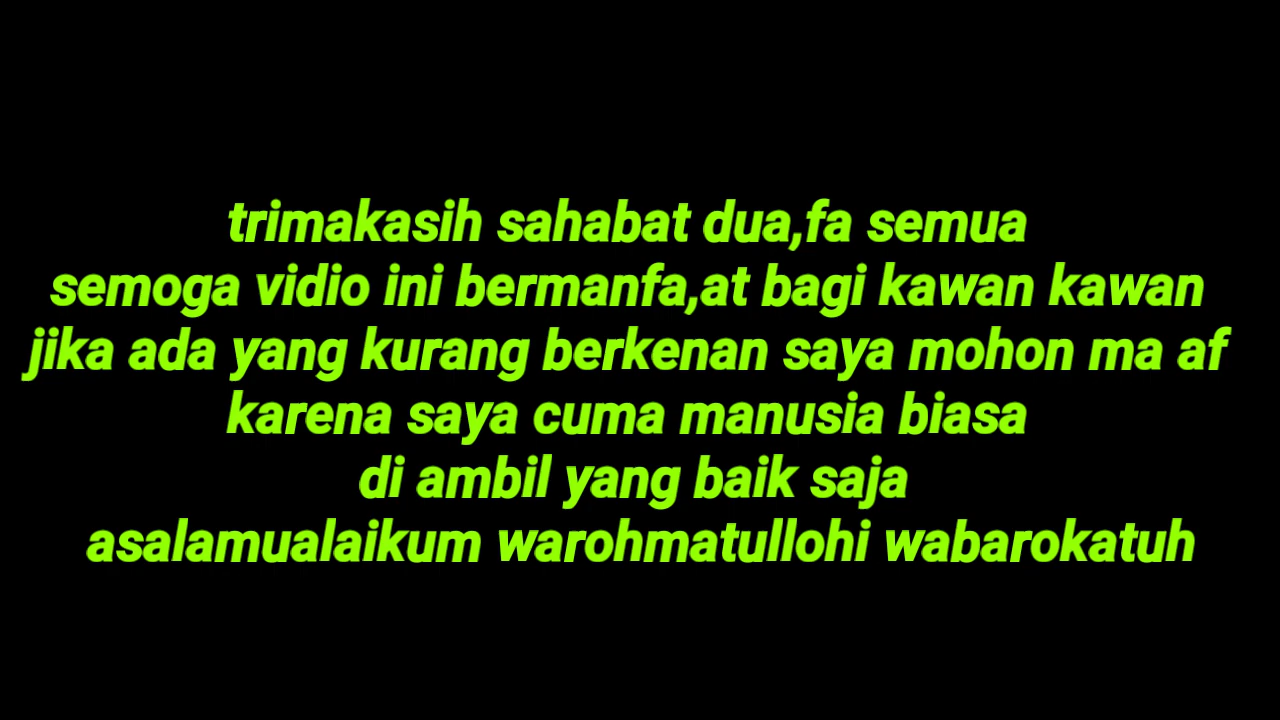 trimakasih sahabat dua,fa semua
semoga vidio ini bermanfa,at bagi kawan kawan
jika ada yang kurang berkenan saya mohon ma af
karena saya cuma manusia biasa
di ambil yang baik saja
asalamualaikum warohmatullohi wabarokatuh